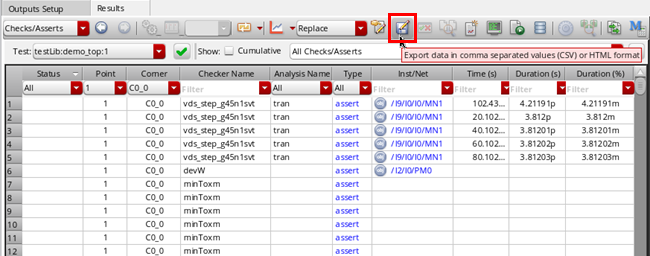 Outputs Setup Results
Checks/Asserts Replace
Test: testLib:demo_top:1 Show: Cumulative All Checks/Asserts
Export data in comma separated values (CSV) or HTML format
Status Point Corner Checker Name Analysis Name Type Inst/Net Time (s) Duration (s) Duration (%)
All 1 C0_0 Filter All All Filter Filter Filter Filter
1 1 C0_0 vds_step_g45n1svt tran assert /I9/I0/I0/MN1 102.43... 4.21191p 4.21191m
2 1 C0_0 vds_step_g45n1svt tran assert /I9/I0/I0/MN1 20.102... 3.812p 3.812m
3 1 C0_0 vds_step_g45n1svt tran assert /I9/I0/I0/MN1 40.102... 3.81201p 3.81201m
4 1 C0_0 vds_step_g45n1svt tran assert /I9/I0/I0/MN1 60.102... 3.81202p 3.81202m
5 1 C0_0 vds_step_g45n1svt tran assert /I9/I0/I0/MN1 80.102... 3.81203p 3.81203m
6 1 C0_0 devW assert /I2/I0/PM0
7 1 C0_0 minToxm assert
8 1 C0_0 minToxm assert
9 1 C0_0 minToxm assert
10 1 C0_0 minToxm assert
11 1 C0_0 minToxm assert
12 1 C0_0 minToxm assert